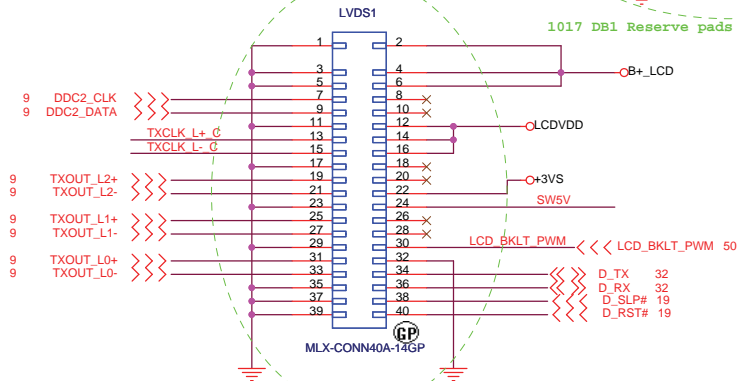 LVDS1
1017 DB1 Reserve pads
1 2
3 4 B+_LCD
5 6
9 DDC2_CLK 7 8
9 DDC2_DATA 9 10
11 12 LCDVDD
TXCLK_L+_C 13 14
TXCLK_L-_C 15 16
17 18
9 TXOUT_L2+ 19 20 +3VS
9 TXOUT_L2- 21 22
23 24 SW5V
9 TXOUT_L1+ 25 26
9 TXOUT_L1- 27 28
29 30 LCD_BKLT_PWM LCD_BKLT_PWM 50
9 TXOUT_L0+ 31 32
9 TXOUT_L0- 33 34 D_TX 32
35 36 D_RX 32
37 38 D_SLP# 19
39 40 D_RST# 19
GP
MLX-CONN40A-14GP